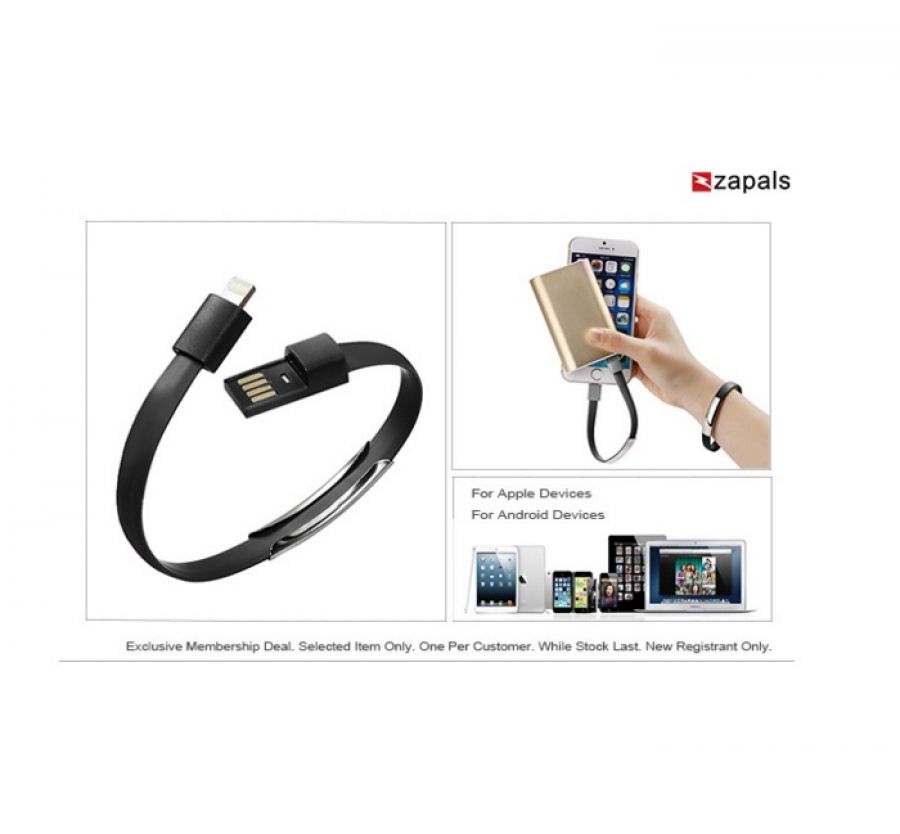 zapals
For Apple Devices
For Android Devices
Exclusive Membership Deal. Selected Item Only. One Per Customer. While Stock Last. New Registrant Only.